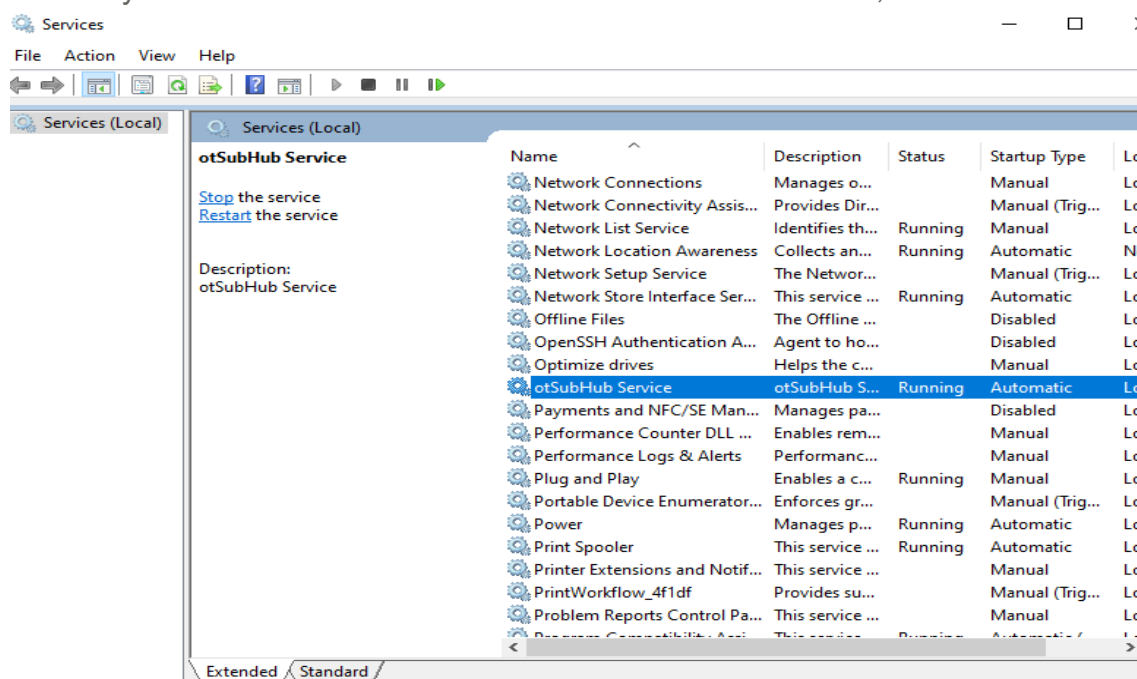 Services
File Action View Help
Services (Local)
Services (Local)
otSubHub Service
Stop the service
Restart the service
Description:
otSubHub Service
Name Description Status Startup Type
Network Connections Manages o... Manual
Network Connectivity Assis... Provides Dir... Manual (Trig...
Network List Service Identifies th... Running Manual
Network Location Awareness Collects an... Running Automatic
Network Setup Service The Networ... Manual (Trig...
Network Store Interface Ser... This service ... Running Automatic
Offline Files The Offline ... Disabled
OpenSSH Authentication A... Agent to ho... Disabled
Optimize drives Helps the c... Manual
otSubHub Service otSubHub S... Running Automatic
Payments and NFC/SE Man... Manages pa... Disabled
Performance Counter DLL ... Enables rem... Manual
Performance Logs & Alerts Performanc... Manual
Plug and Play Enables a c... Running Manual
Portable Device Enumerator... Enforces gr... Manual (Trig...
Power Manages p... Running Automatic
Print Spooler This service ... Running Automatic
Printer Extensions and Notif... This service ... Manual
PrintWorkflow_4f1df Provides su... Manual (Trig...
Problem Reports Control Pa... This service ... Manual
Extended Standard